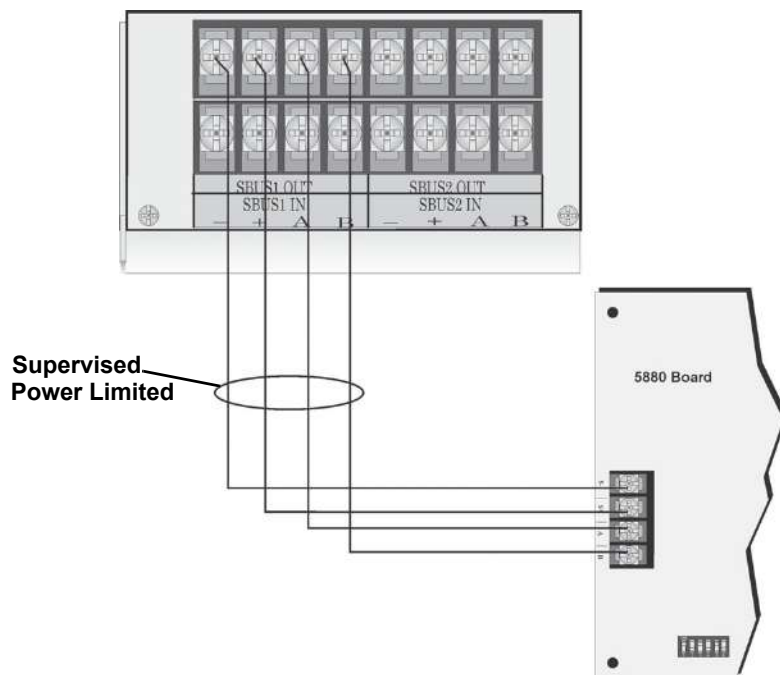 SBUS1 OUT SBUS2 OUT
SBUS1 IN SBUS2 IN
– + A B – + A B
Supervised
Power Limited
5880 Board
A
B